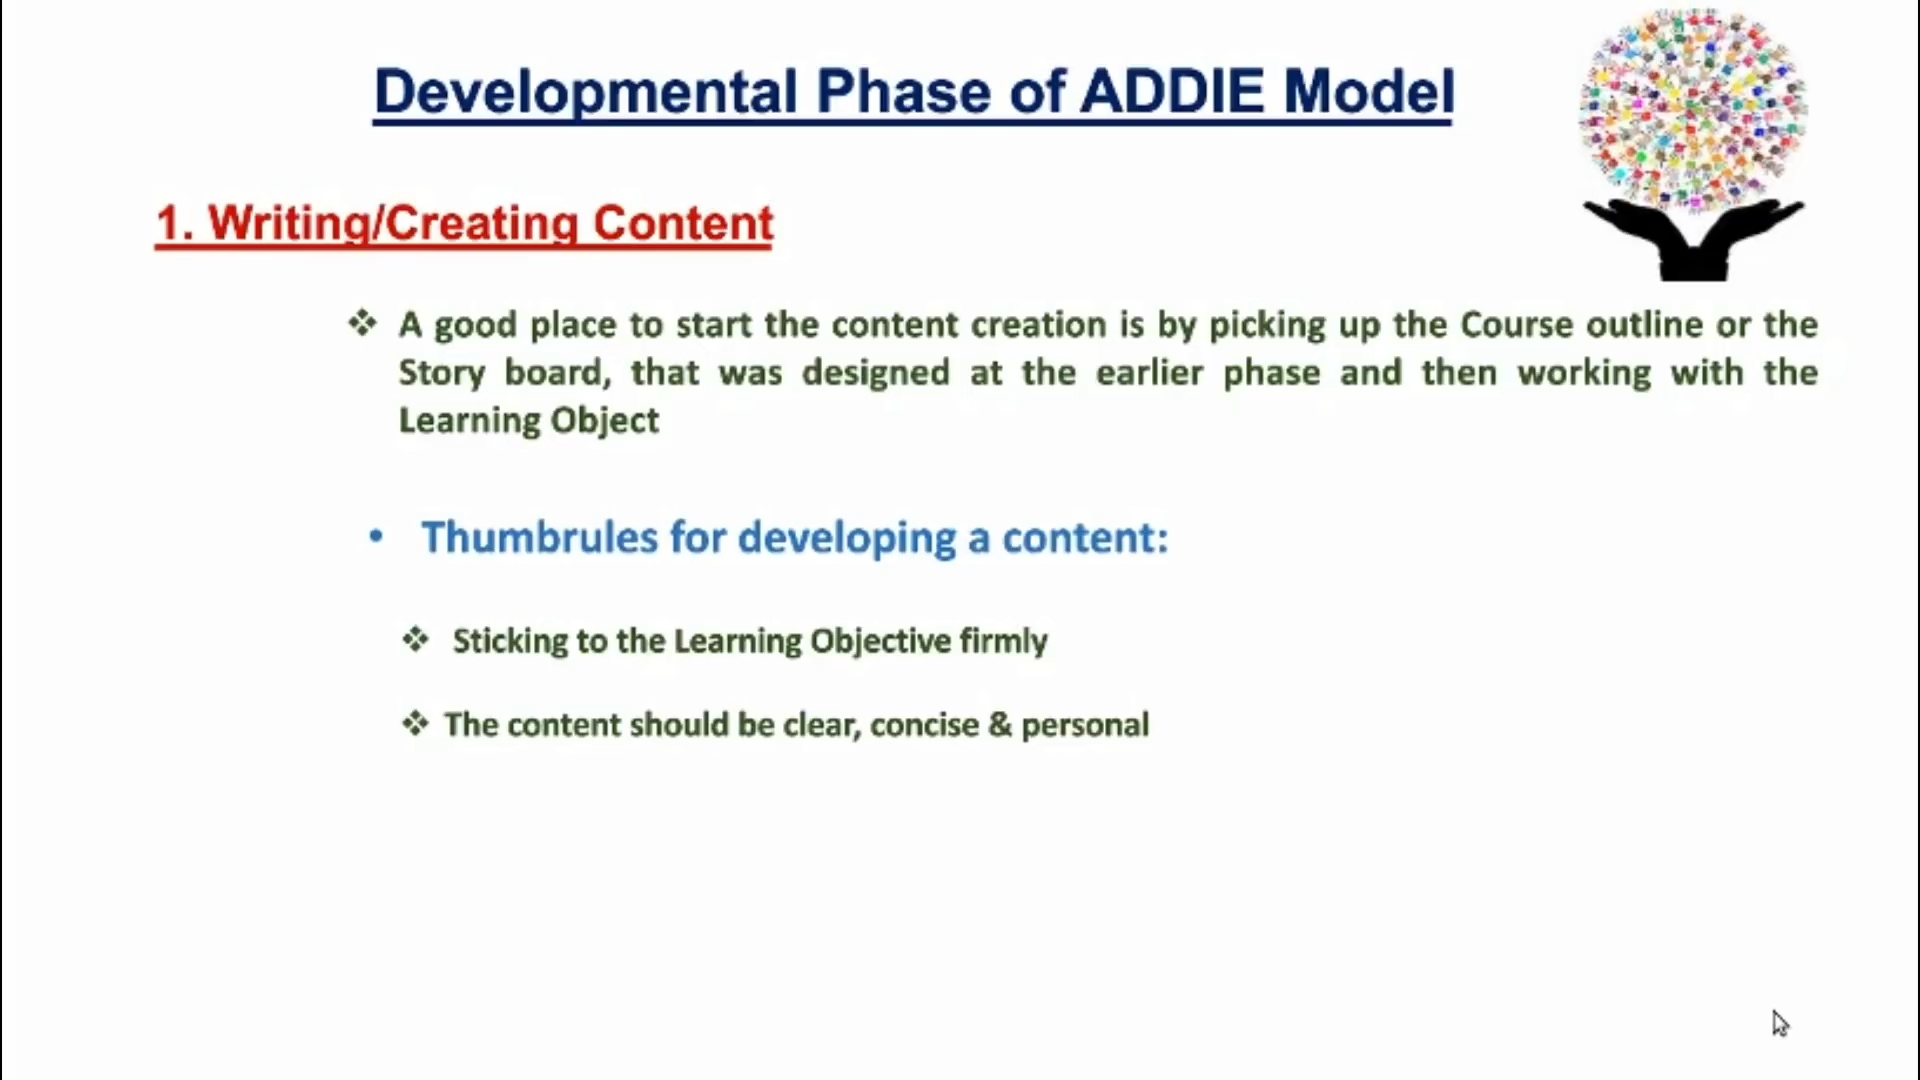 Developmental Phase of ADDIE Model
1. Writing/Creating Content
❖ A good place to start the content creation is by picking up the Course outline or the
Story board, that was designed at the earlier phase and then working with the
Learning Object
• Thumbrules for developing a content:
❖ Sticking to the Learning Objective firmly
❖ The content should be clear, concise & personal